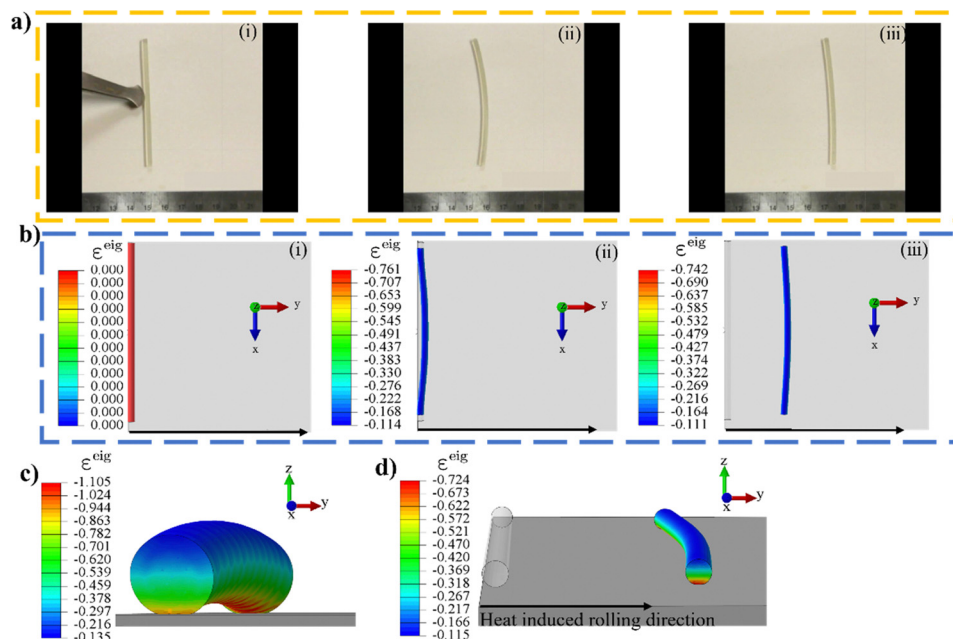 a)
(i)
(ii)
(iii)
b)
ε^eig
0.000
0.000
0.000
0.000
0.000
0.000
0.000
0.000
0.000
0.000
0.000
0.000
0.000
(i)
z
y
x
ε^eig
-0.761
-0.707
-0.653
-0.599
-0.545
-0.491
-0.437
-0.383
-0.330
-0.276
-0.222
-0.168
-0.114
(ii)
z
y
x
ε^eig
-0.742
-0.690
-0.637
-0.585
-0.532
-0.479
-0.427
-0.374
-0.322
-0.269
-0.216
-0.164
-0.111
(iii)
z
y
x
c)
ε^eig
-1.105
-1.024
-0.944
-0.863
-0.782
-0.701
-0.620
-0.539
-0.459
-0.378
-0.297
-0.216
-0.135
z
y
x
d)
ε^eig
-0.724
-0.673
-0.622
-0.572
-0.521
-0.470
-0.420
-0.369
-0.318
-0.267
-0.217
-0.166
-0.115
z
y
x
Heat induced rolling direction